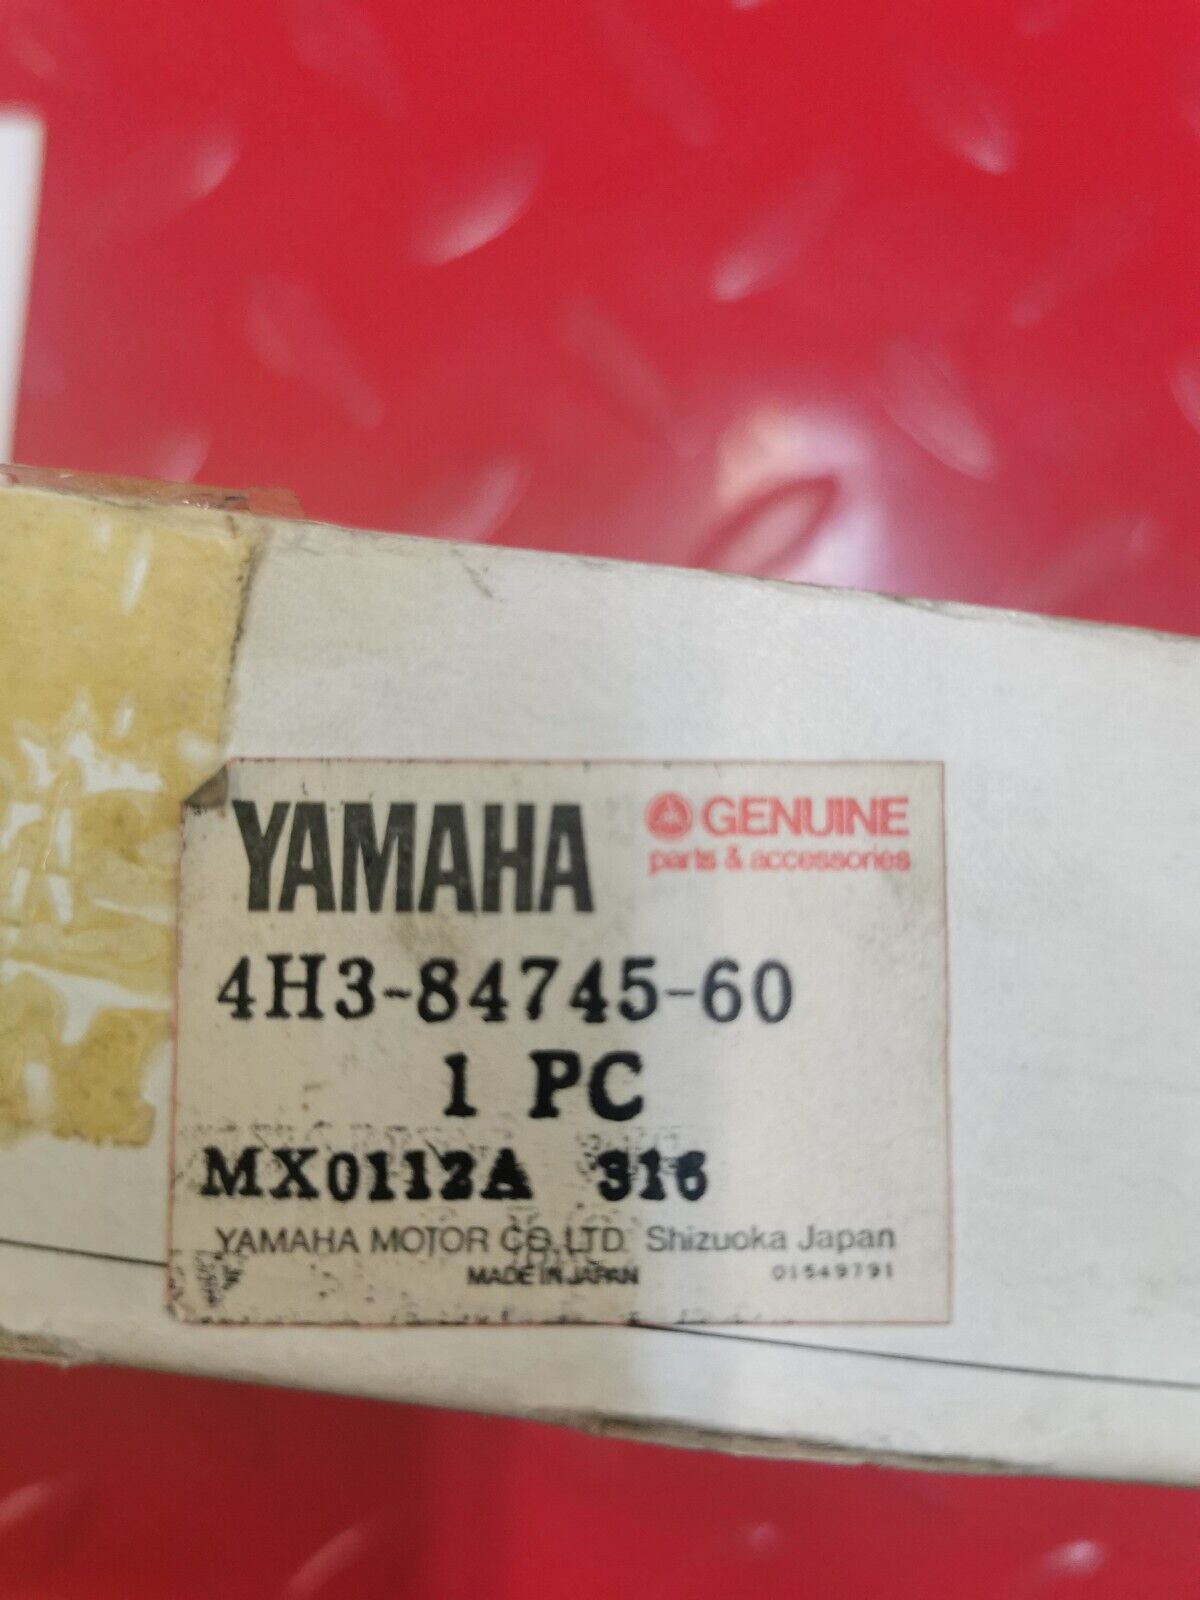 YAMAHA GENUINE
parts & accessories
4H3-84745-60
1 PC
MX0112A 316
YAMAHA MOTOR CO.,LTD. Shizuoka Japan
MADE IN JAPAN 01549791